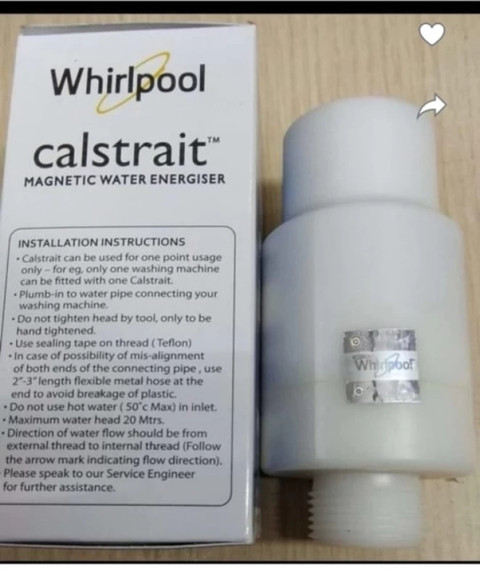 Whirlpool
calstrait™
MAGNETIC WATER ENERGISER
INSTALLATION INSTRUCTIONS
• Calstrait can be used for one point usage
only – for eg, only one washing machine
can be fitted with one Calstrait.
• Plumb-in to water pipe connecting your
washing machine.
• Do not tighten head by tool, only to be
hand tightened.
• Use sealing tape on thread ( Teflon)
• In case of possibility of mis-alignment
of both ends of the connecting pipe , use
2"-3" length flexible metal hose at the
end to avoid breakage of plastic.
• Do not use hot water ( 50°c Max) in inlet.
• Maximum water head 20 Mtrs.
• Direction of water flow should be from
external thread to internal thread (Follow
the arrow mark indicating flow direction).
Please speak to our Service Engineer
for further assistance.
Whirlpool